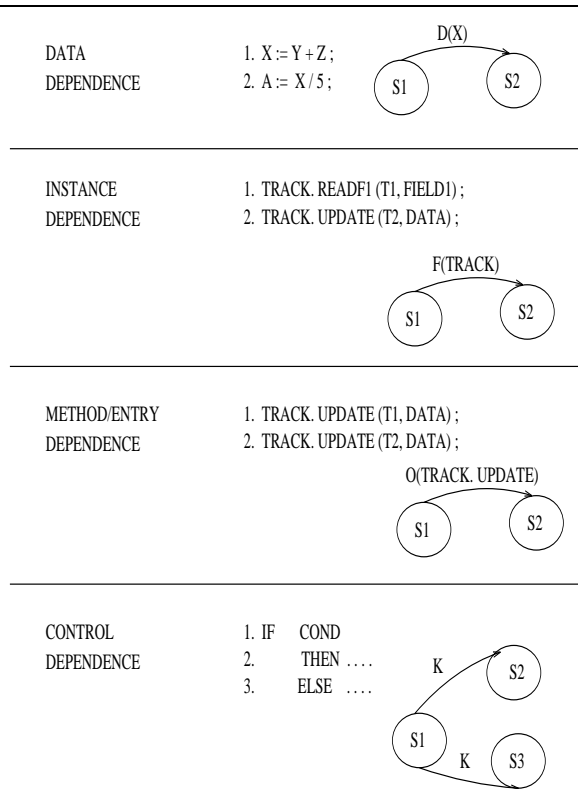 D(X)
DATA 1. X := Y + Z ;
DEPENDENCE 2. A := X / 5 ;
S1 S2
INSTANCE 1. TRACK. READF1 (T1, FIELD1) ;
DEPENDENCE 2. TRACK. UPDATE (T2, DATA) ;
F(TRACK)
S1 S2
METHOD/ENTRY 1. TRACK. UPDATE (T1, DATA) ;
DEPENDENCE 2. TRACK. UPDATE (T2, DATA) ;
O(TRACK. UPDATE)
S1 S2
CONTROL 1. IF COND
DEPENDENCE 2. THEN . . . .
K S2
3. ELSE . . . .
S1
K S3